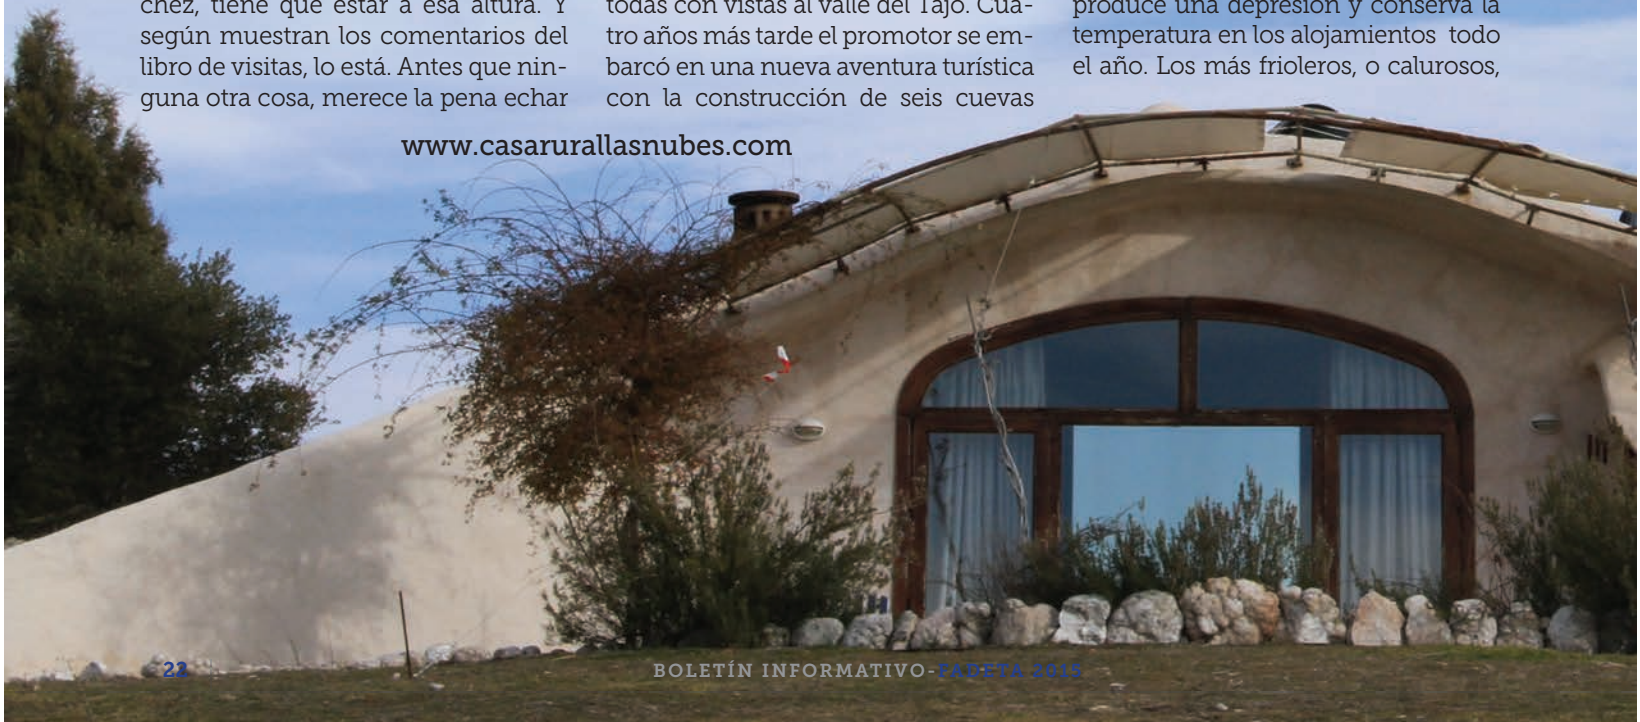 chez, tiene que estar a esa altura. Y
según muestran los comentarios del
libro de visitas, lo está. Antes que nin-
guna otra cosa, merece la pena echar
todas con vistas al valle del Tajo. Cua-
tro años más tarde el promotor se em-
barcó en una nueva aventura turística
con la construcción de seis cuevas
produce una depresión y conserva la
temperatura en los alojamientos todo
el año. Los más frioleros, o calurosos,
www.casarurallasnubes.com
22
BOLETÍN INFORMATIVO-FADETA 2015